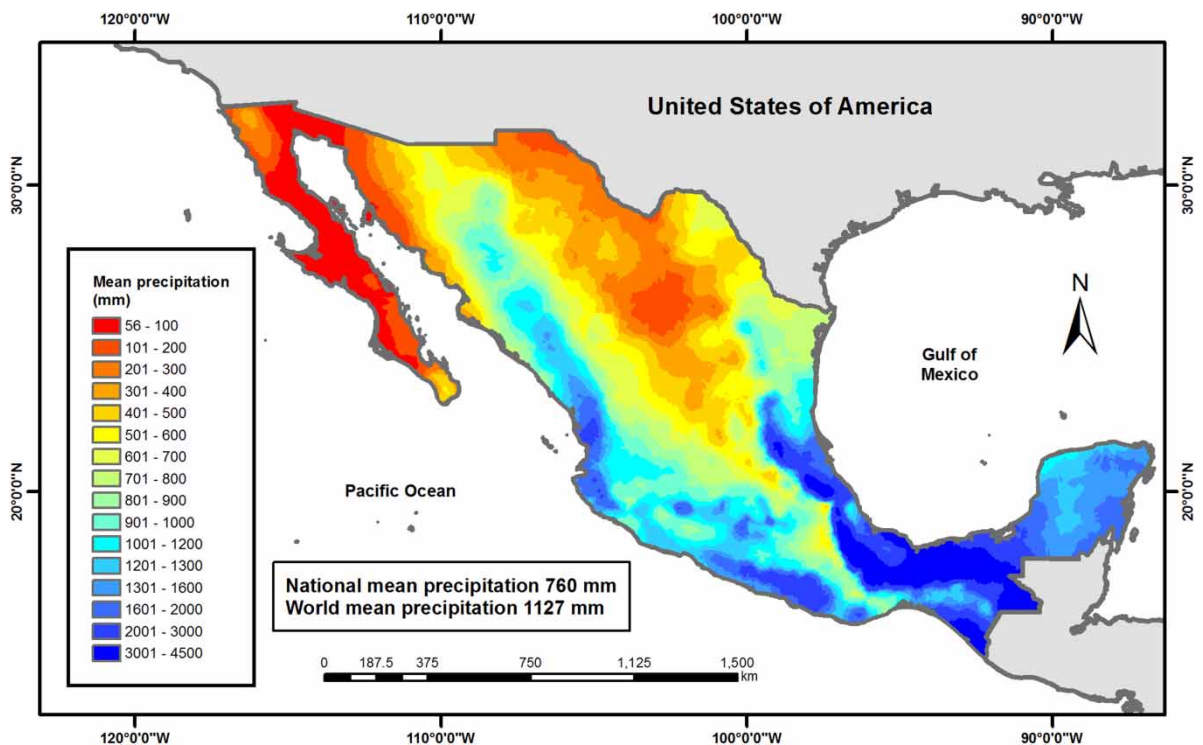 120°0'0"W
110°0'0"W
100°0'0"W
90°0'0"W
United States of America
30°0'0"N
30°0'0"N
Mean precipitation
(mm)
56 - 100
101 - 200
201 - 300
301 - 400
401 - 500
501 - 600
601 - 700
701 - 800
801 - 900
901 - 1000
1001 - 1200
1201 - 1300
1301 - 1600
1601 - 2000
2001 - 3000
3001 - 4500
N
Gulf of
Mexico
Pacific Ocean
20°0'0"N
20°0'0"N
National mean precipitation 760 mm
World mean precipitation 1127 mm
0 187.5 375 750 1,125 1,500
km
120°0'0"W
110°0'0"W
100°0'0"W
90°0'0"W